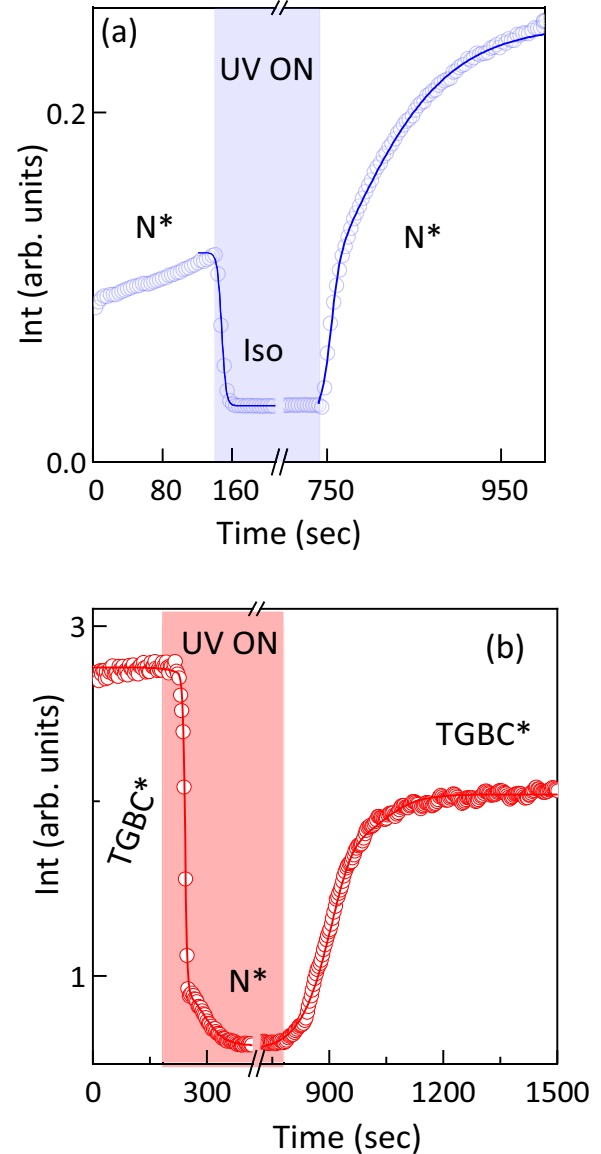 (a)
UV ON
0.2
N*
N*
Iso
0.0
0 80 160 750 950
Int (arb. units)
Time (sec)
3
UV ON
(b)
TGBC*
TGBC*
N*
1
0 300 900 1200 1500
Int (arb. units)
Time (sec)